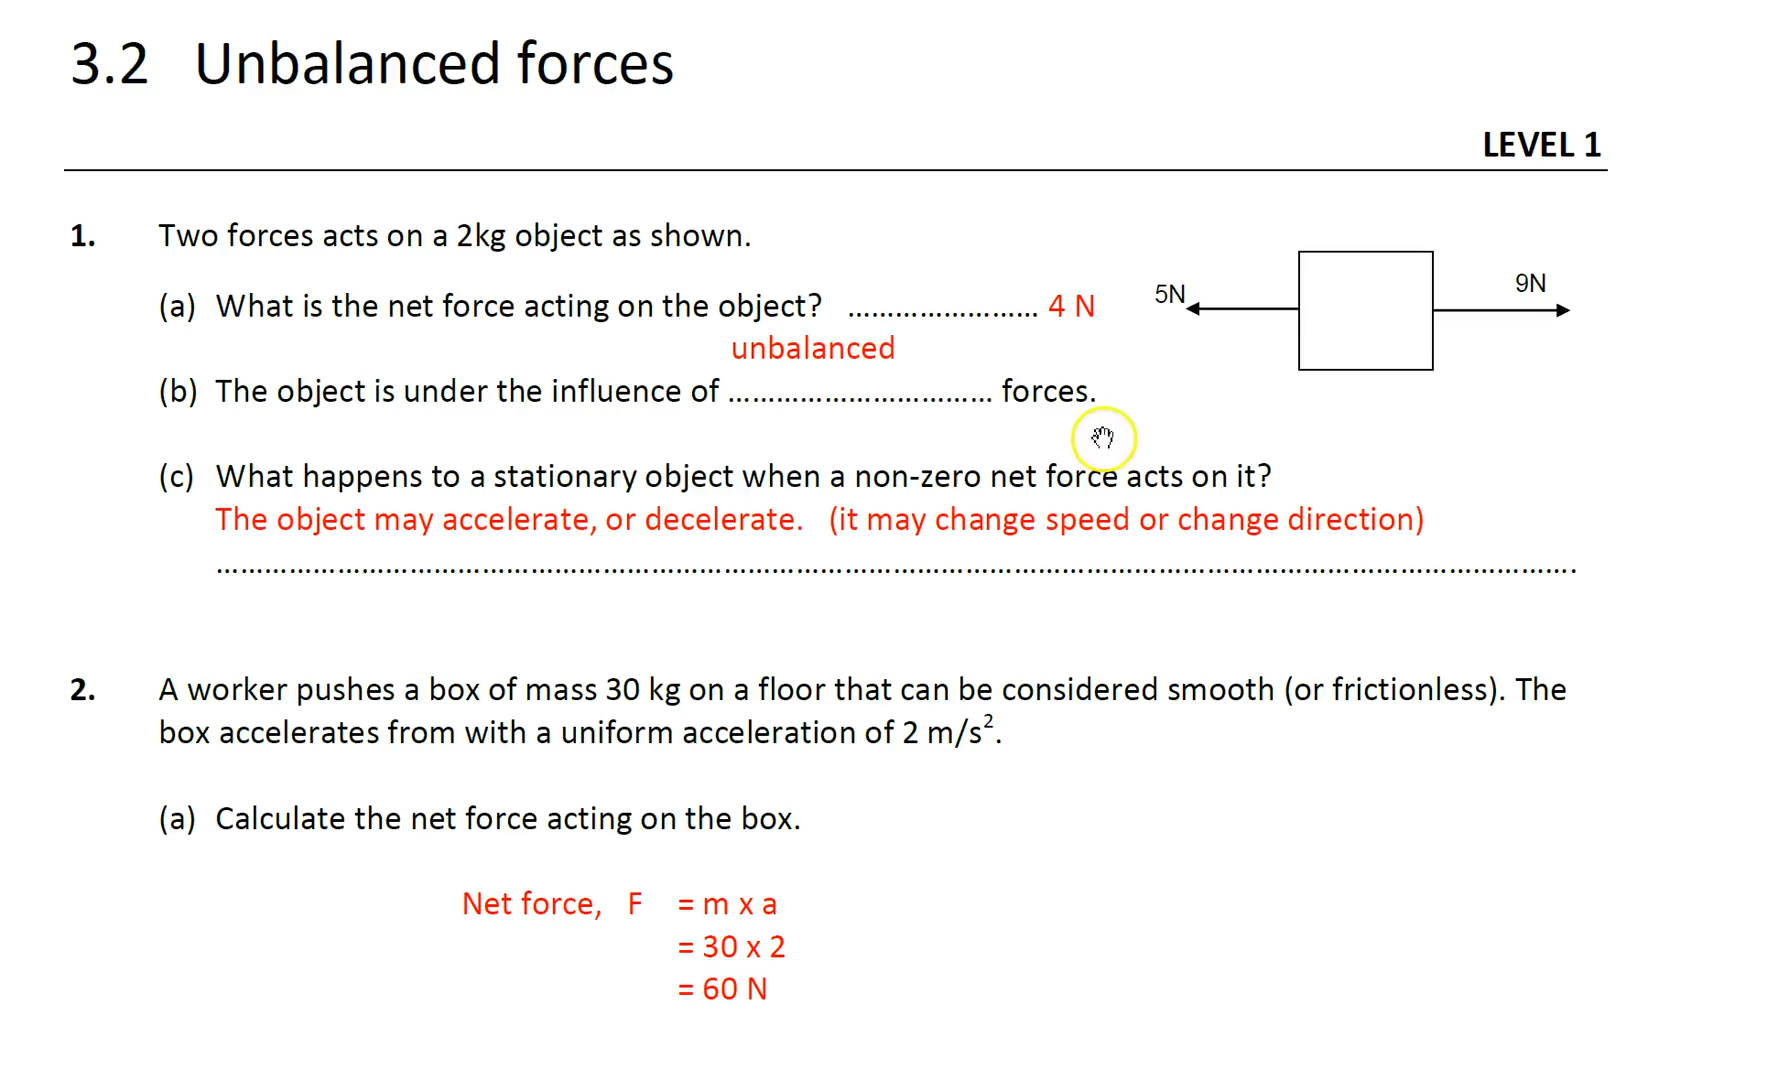 3.2 Unbalanced forces
LEVEL 1
1. Two forces acts on a 2kg object as shown.
5N
9N
(a) What is the net force acting on the object? ........................ 4 N
unbalanced
(b) The object is under the influence of ................................. forces.
(c) What happens to a stationary object when a non-zero net force acts on it?
The object may accelerate, or decelerate. (it may change speed or change direction)
................................................................................................................................................................
2. A worker pushes a box of mass 30 kg on a floor that can be considered smooth (or frictionless). The
box accelerates from with a uniform acceleration of 2 m/s².
(a) Calculate the net force acting on the box.
Net force, F = m x a
= 30 x 2
= 60 N